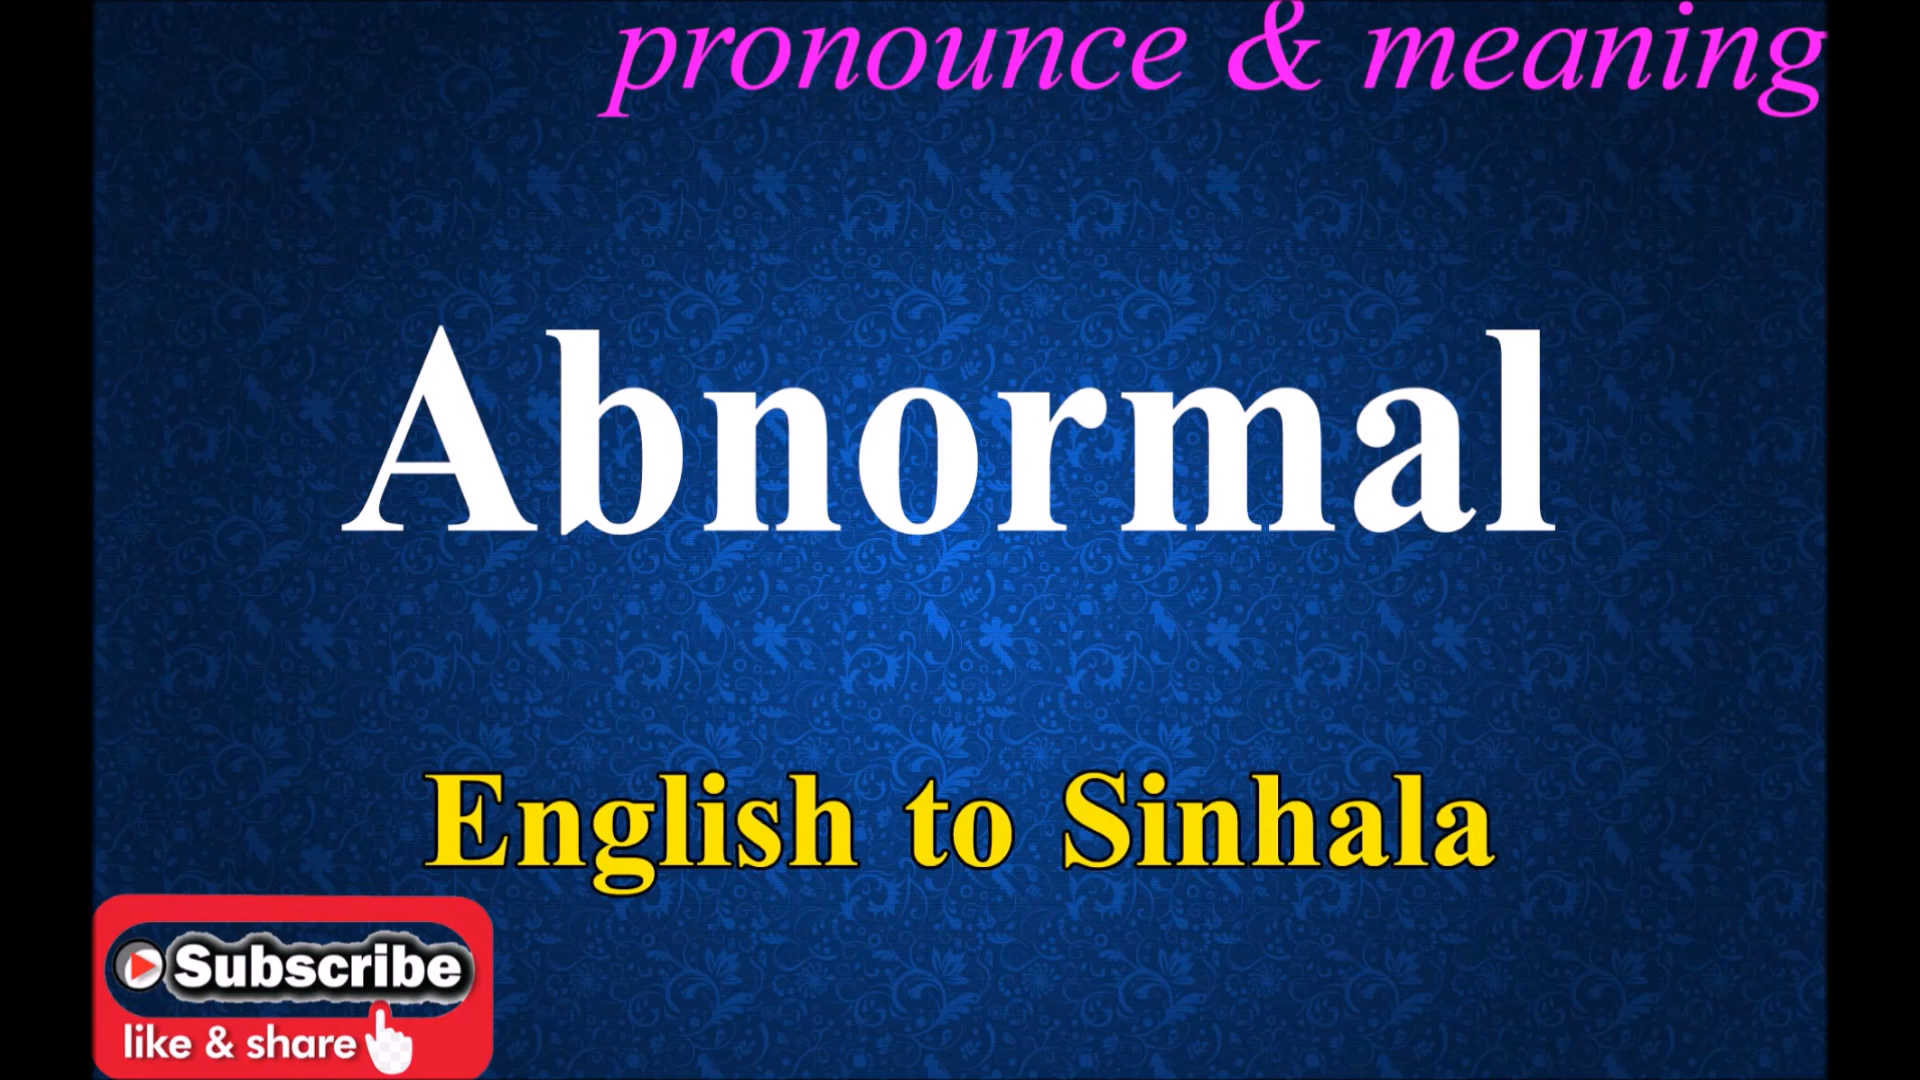 pronounce & meaning
Abnormal
English to Sinhala
Subscribe
like & share